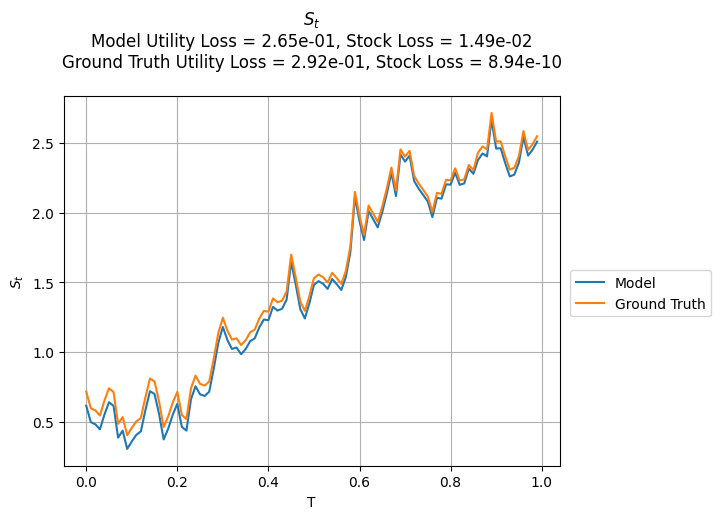 S_t
Model Utility Loss = 2.65e-01, Stock Loss = 1.49e-02
Ground Truth Utility Loss = 2.92e-01, Stock Loss = 8.94e-10
2.5
2.0
1.5
1.0
0.5
S_t
0.0 0.2 0.4 0.6 0.8 1.0
T
Model
Ground Truth